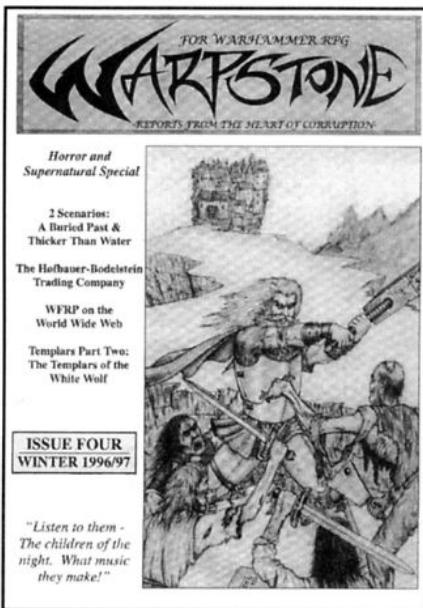 FOR WARHAMMER RPG
WARPSTONE
-REPORTS FROM THE HEART OF CORRUPTION-
Horror and
Supernatural Special
2 Scenarios:
A Buried Past &
Thicker Than Water
The Hofbauer-Bodelstein
Trading Company
WFRP on the
World Wide Web
Templars Part Two:
The Templars of the
White Wolf
ISSUE FOUR
WINTER 1996/97
"Listen to them -
The children of the
night. What music
they make!"